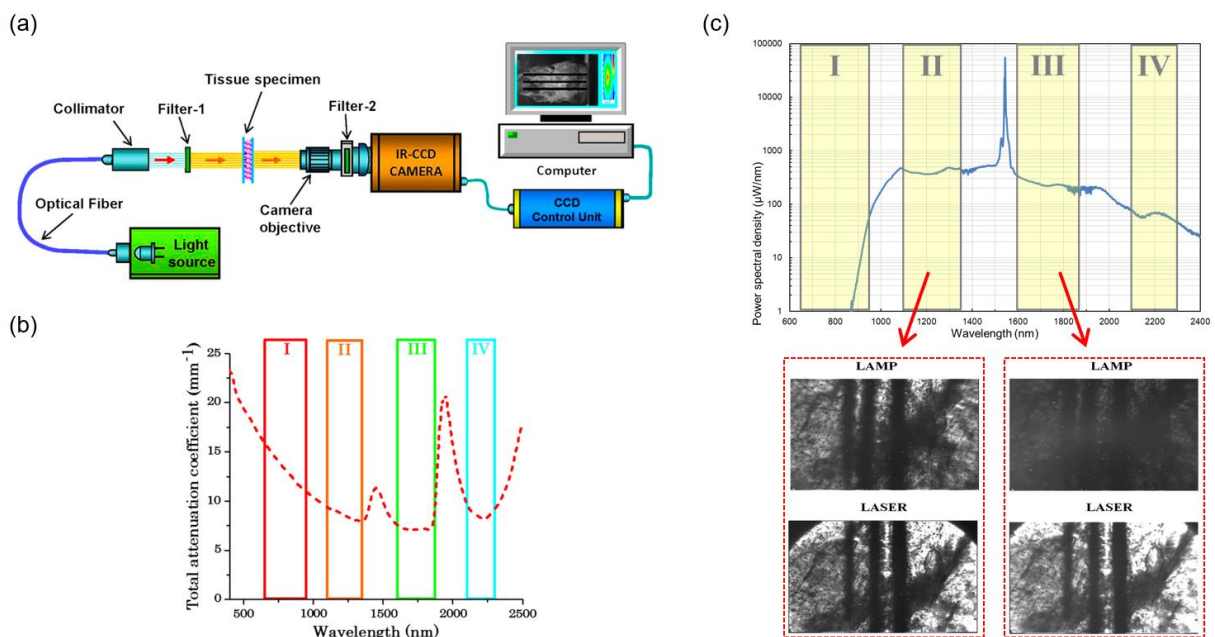 (a)
Tissue specimen
Collimator
Filter-1
Filter-2
IR-CCD
CAMERA
Computer
Optical Fiber
Camera
objective
CCD
Control Unit
Light
source
(b)
Total attenuation coefficient (mm⁻¹)
25
20
15
10
5
0
I
II
III
IV
500
1000
1500
2000
2500
Wavelength (nm)
(c)
Power spectral density (µW/nm)
100000
10000
1000
100
10
1
I
II
III
IV
600
800
1000
1200
1400
1600
1800
2000
2200
2400
Wavelength (nm)
LAMP
LAMP
LASER
LASER